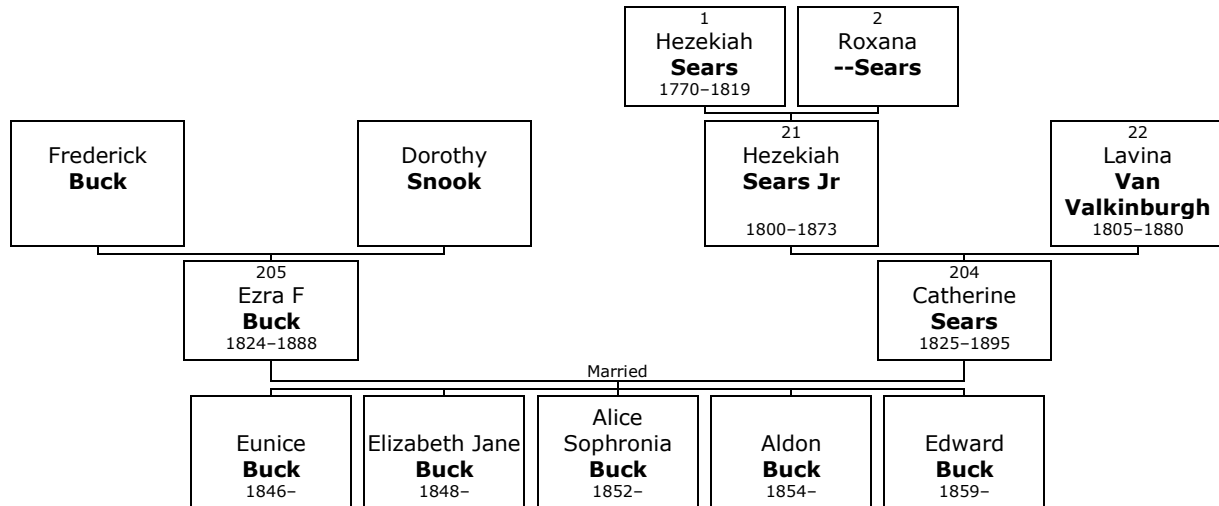 1
Hezekiah
Sears
1770–1819
2
Roxana
--Sears
Frederick
Buck
Dorothy
Snook
21
Hezekiah
Sears Jr
1800–1873
22
Lavina
Van
Valkinburgh
1805–1880
205
Ezra F
Buck
1824–1888
204
Catherine
Sears
1825–1895
Married
Eunice
Buck
1846–
Elizabeth Jane
Buck
1848–
Alice
Sophronia
Buck
1852–
Aldon
Buck
1854–
Edward
Buck
1859–